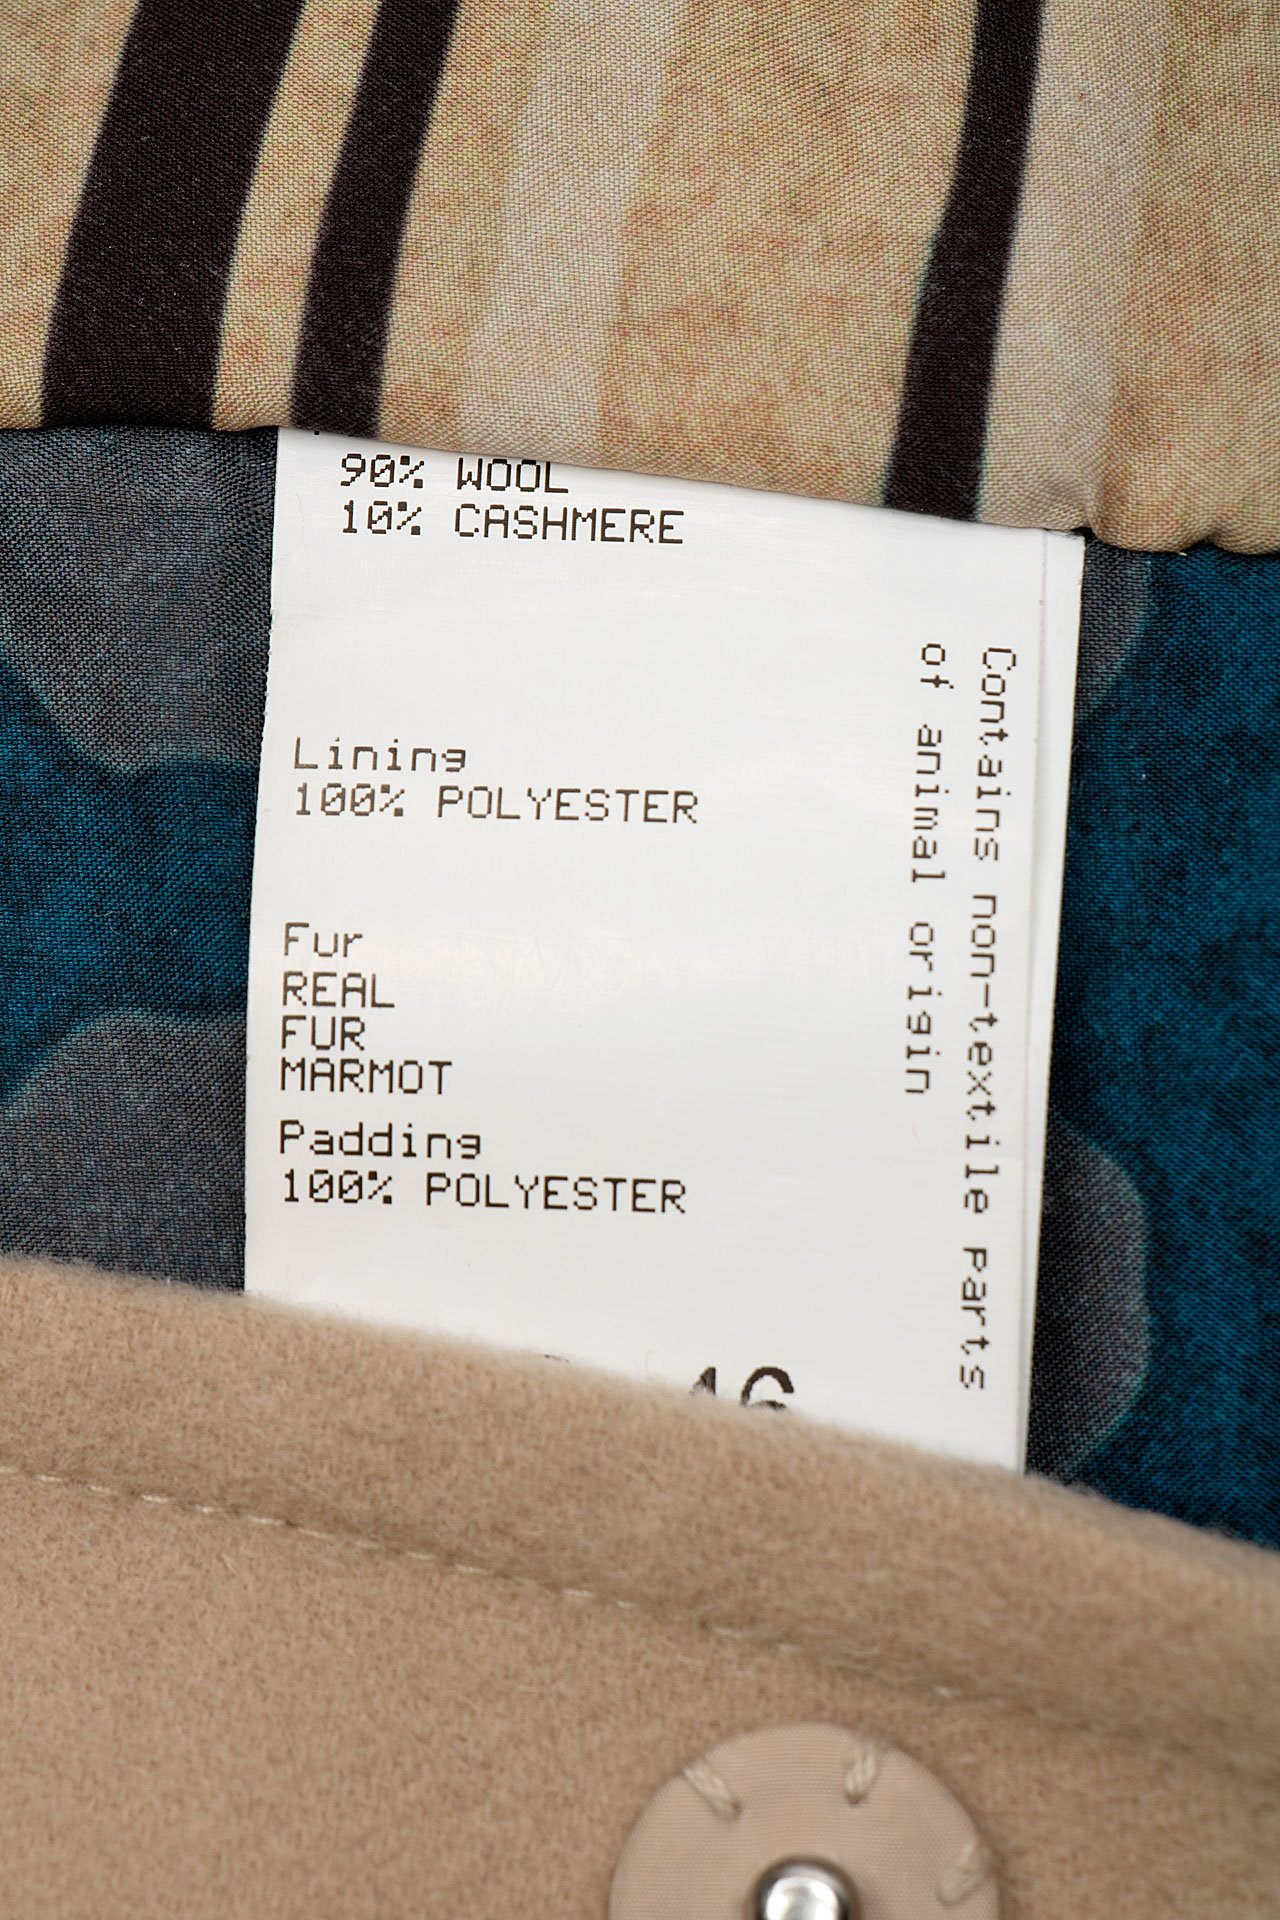 90% WOOL
10% CASHMERE
Lining
100% POLYESTER
Fur
REAL
FUR
MARMOT
Padding
100% POLYESTER
46
Contains non-textile parts
of animal origin